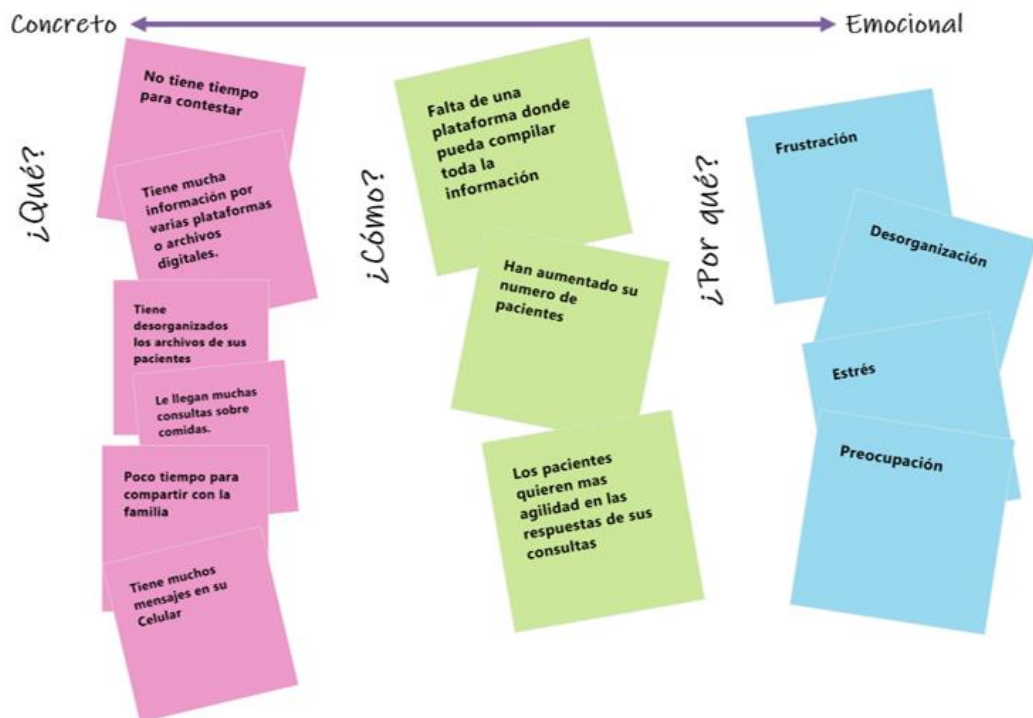 Concreto
Emocional
¿Qué?
No tiene tiempo
para contestar
Tiene mucha
información por
varias plataformas
o archivos
digitales.
Tiene
desorganizados
los archivos de sus
pacientes
Le llegan muchas
consultas sobre
comidas.
Poco tiempo para
compartir con la
familia
Tiene muchos
mensajes en su
Celular
¿Cómo?
Falta de una
plataforma donde
pueda compilar
toda la
información
Han aumentado su
numero de
pacientes
Los pacientes
quieren mas
agilidad en las
respuestas de sus
consultas
¿Por qué?
Frustración
Desorganización
Estrés
Preocupación